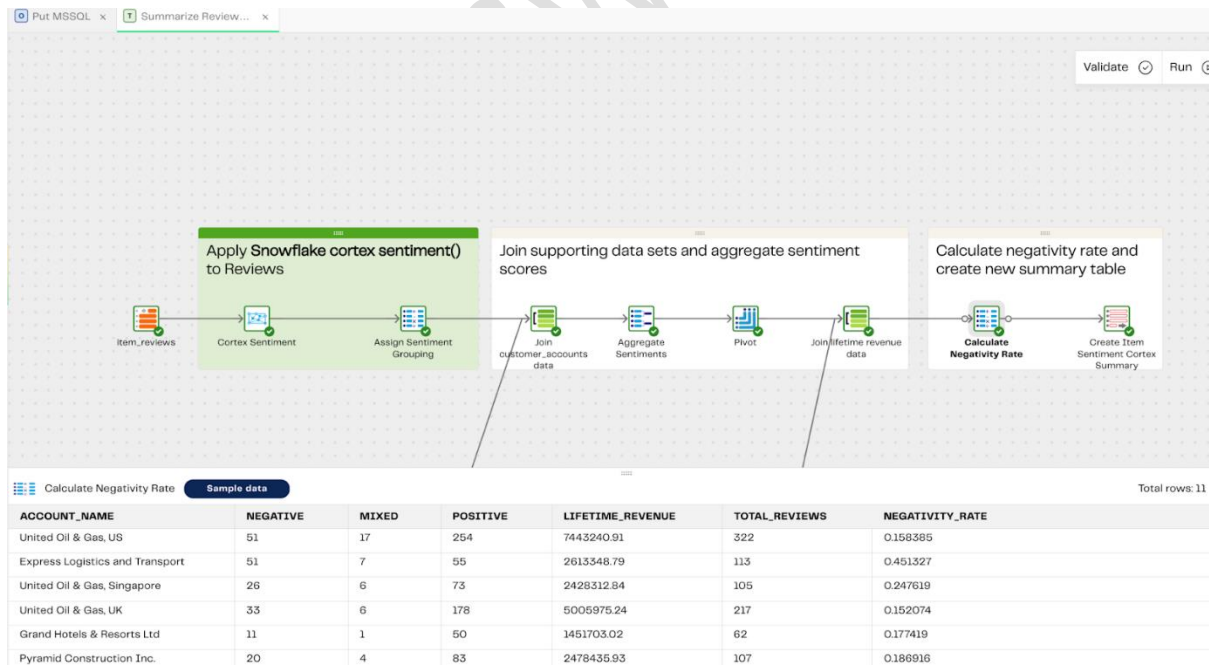 O Put MSSQL x T Summarize Review... x
Validate Run
Apply Snowflake cortex sentiment()
to Reviews
Join supporting data sets and aggregate sentiment
scores
Calculate negativity rate and
create new summary table
item_reviews
Cortex Sentiment
Assign Sentiment
Grouping
Join
customer_accounts
data
Aggregate
Sentiments
Pivot
Join lifetime revenue
data
Calculate
Negativity Rate
Create Item
Sentiment Cortex
Summary
Calculate Negativity Rate Sample data Total rows: 11
ACCOUNT_NAME NEGATIVE MIXED POSITIVE LIFETIME_REVENUE TOTAL_REVIEWS NEGATIVITY_RATE
United Oil & Gas, US 51 17 254 7443240.91 322 0.158385
Express Logistics and Transport 51 7 55 2613348.79 113 0.451327
United Oil & Gas, Singapore 26 6 73 2428312.84 105 0.247619
United Oil & Gas, UK 33 6 178 5005975.24 217 0.152074
Grand Hotels & Resorts Ltd 11 1 50 1451703.02 62 0.177419
Pyramid Construction Inc. 20 4 83 2478435.93 107 0.186916